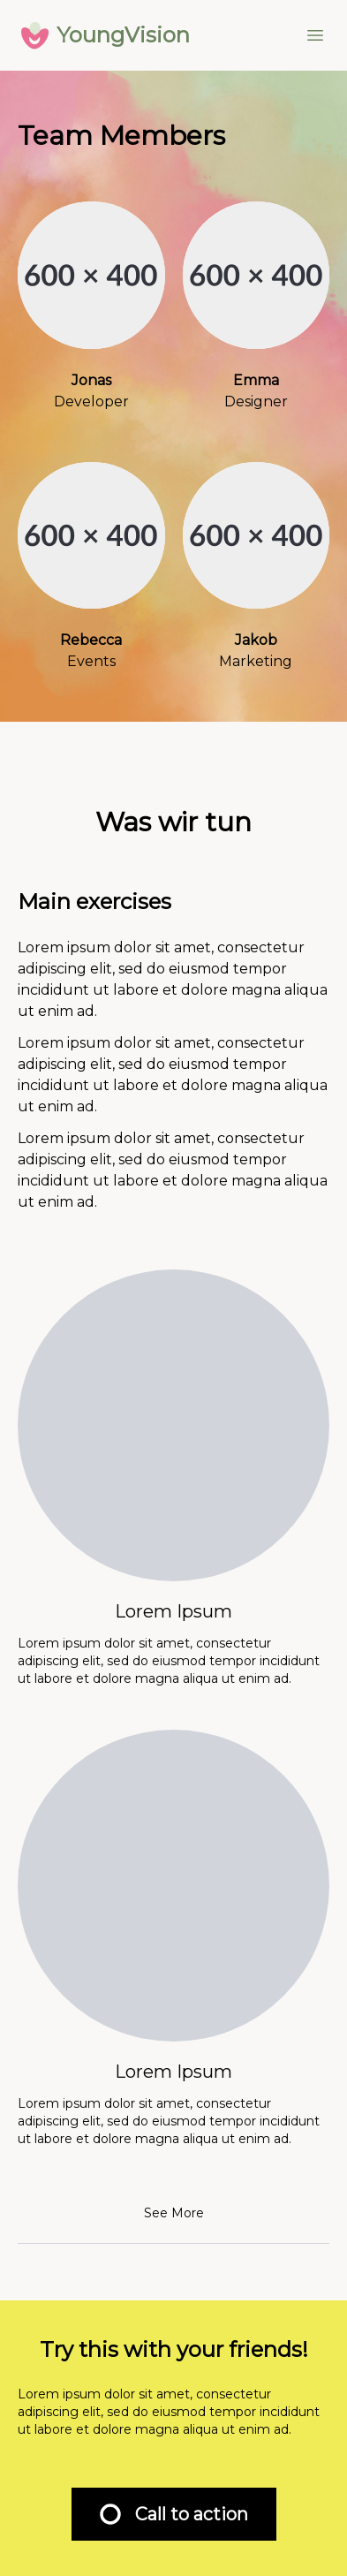 YoungVision
Team Members
600 × 400
600 × 400
Jonas
Emma
Developer
Designer
600 × 400
600 × 400
Rebecca
Jakob
Events
Marketing
Was wir tun
Main exercises
Lorem ipsum dolor sit amet, consectetur
adipiscing elit, sed do eiusmod tempor
incididunt ut labore et dolore magna aliqua
ut enim ad.
Lorem ipsum dolor sit amet, consectetur
adipiscing elit, sed do eiusmod tempor
incididunt ut labore et dolore magna aliqua
ut enim ad.
Lorem ipsum dolor sit amet, consectetur
adipiscing elit, sed do eiusmod tempor
incididunt ut labore et dolore magna aliqua
ut enim ad.
Lorem Ipsum
Lorem ipsum dolor sit amet, consectetur
adipiscing elit, sed do eiusmod tempor incididunt
ut labore et dolore magna aliqua ut enim ad.
Lorem Ipsum
Lorem ipsum dolor sit amet, consectetur
adipiscing elit, sed do eiusmod tempor incididunt
ut labore et dolore magna aliqua ut enim ad.
See More
Try this with your friends!
Lorem ipsum dolor sit amet, consectetur
adipiscing elit, sed do eiusmod tempor incididunt
ut labore et dolore magna aliqua ut enim ad.
Call to action